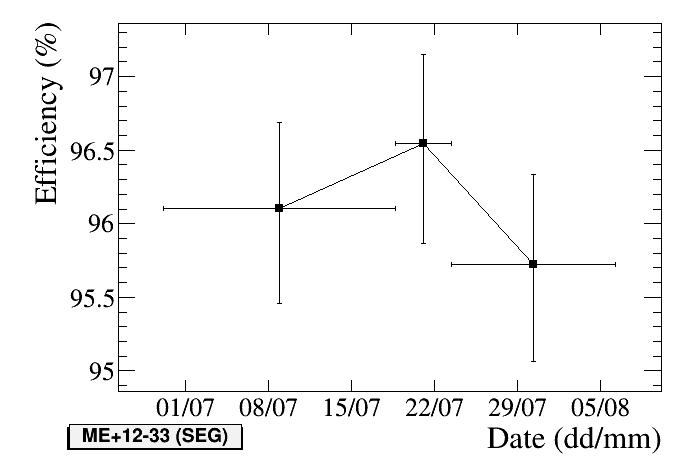 Efficiency (%)
97
96.5
96
95.5
95
01/07 08/07 15/07 22/07 29/07 05/08
ME+12-33 (SEG)
Date (dd/mm)